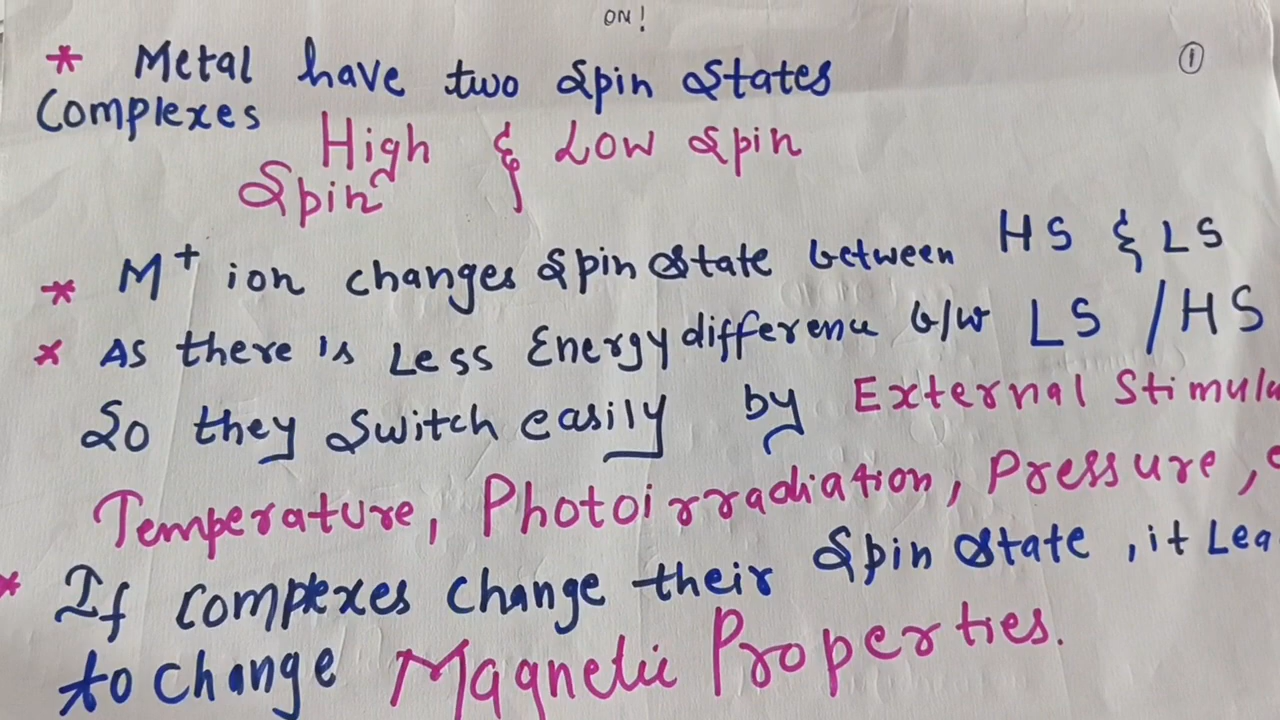 ON!
①
* Metal have two Spin States
Complexes
High & Low Spin
Spin
* M+ ion changes Spin State between HS & LS
* As there is Less Energy difference b/w LS / HS
So they Switch easily by External
Temperature, Photoirradiation, Pressure,
* If complexes change their Spin State, it
to change Magnetic Properties.